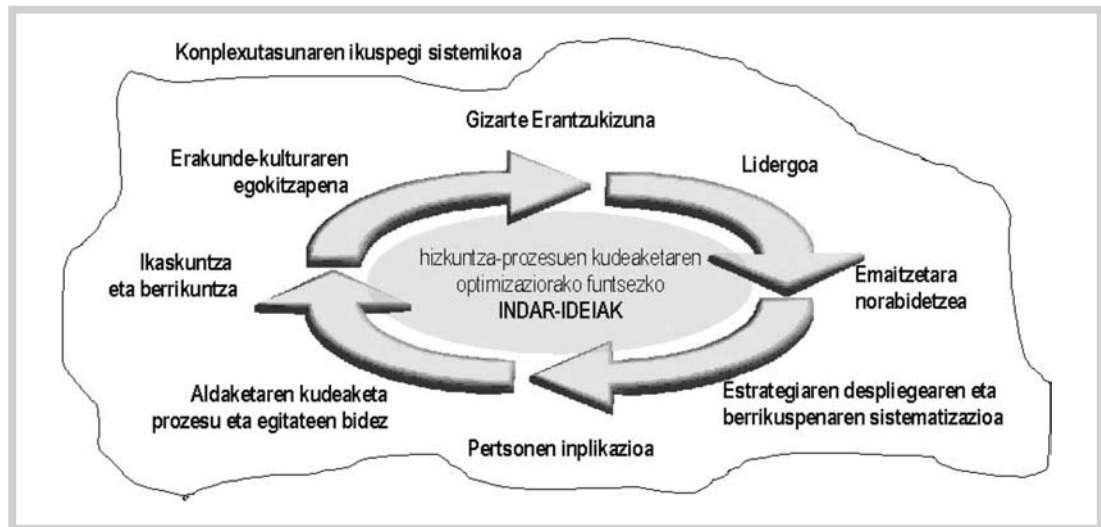 Konplexutasunaren ikuspegi sistemikoa
Gizarte Erantzukizuna
Erakunde-kulturaren
egokitzapena
Lidergoa
Ikaskuntza
eta berrikuntza
hizkuntza-prozesuen kudeaketaren
optimizaziorako funtsezko
INDAR-IDEIAK
Emaitzetara
norabidetzea
Aldaketaren kudeaketa
prozesu eta egitateen bidez
Estrategiaren despliegearen eta
berrikuspenaren sistematizazioa
Pertsonen inplikazioa